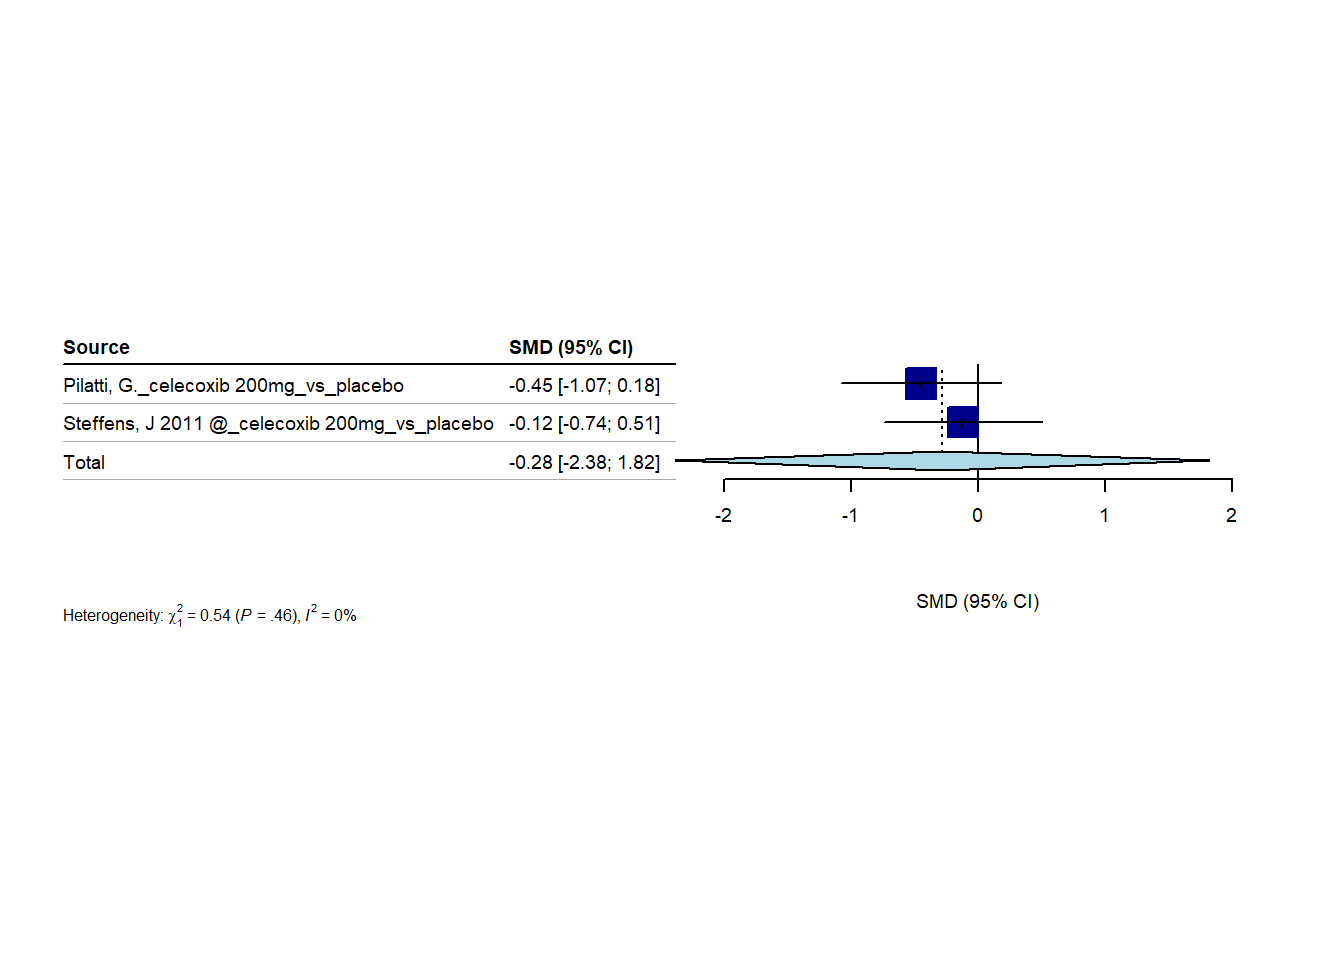 Source SMD (95% CI)
Pilatti, G._celecoxib 200mg_vs_placebo -0.45 [-1.07; 0.18]
Steffens, J 2011 @_celecoxib 200mg_vs_placebo -0.12 [-0.74; 0.51]
Total -0.28 [-2.38; 1.82]
-2 -1 0 1 2
SMD (95% CI)
Heterogeneity: χ²₁ = 0.54 (P = .46), I² = 0%